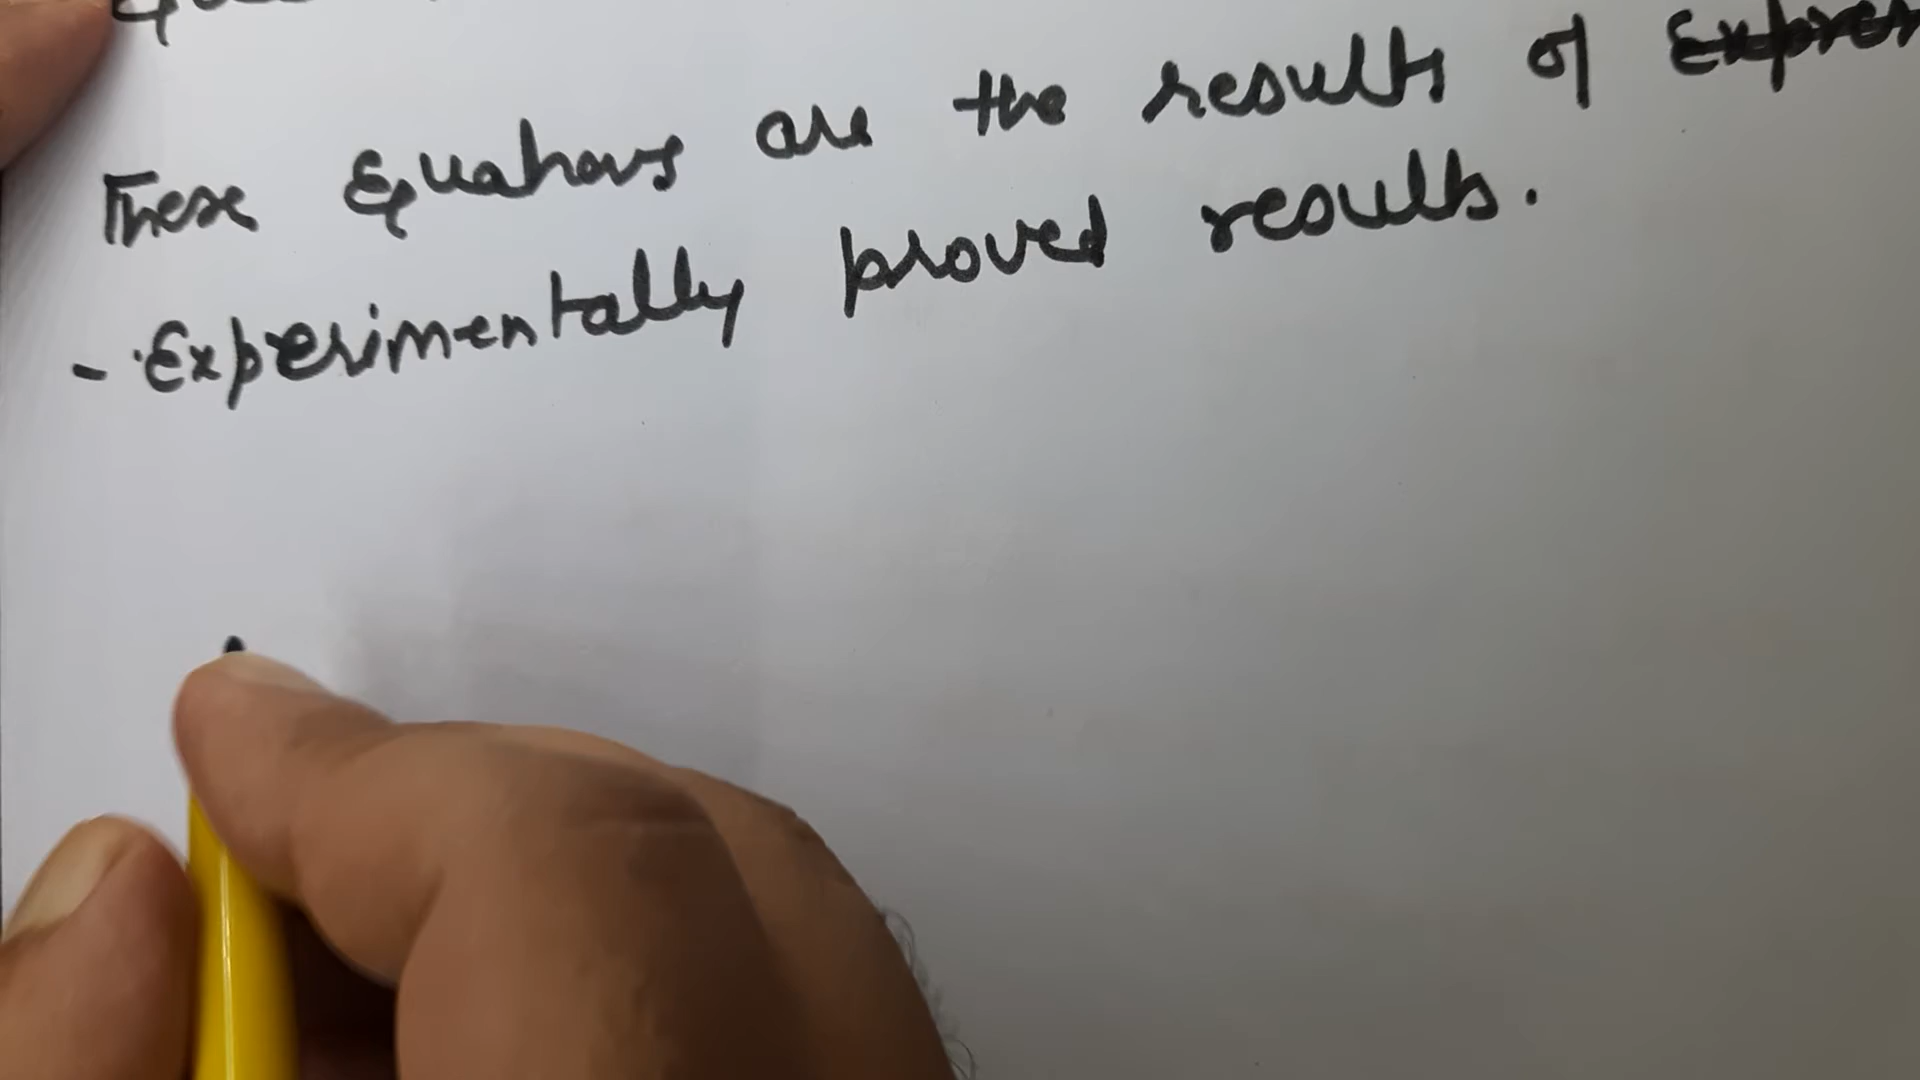 These Equations are the results of
- Experimentally proved results.